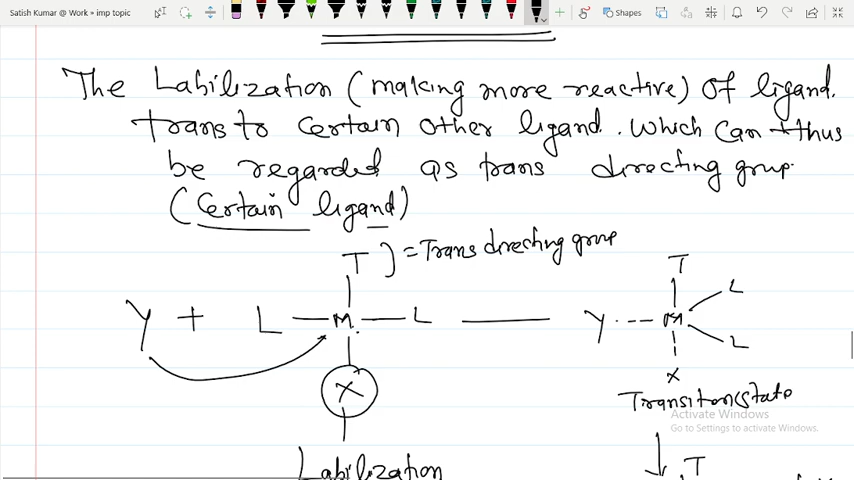 Satish Kumar @ Work + imp topic
Shapes
The Labilization (making more reactive) of ligand.
trans to certain other ligand. which can thus
be regarded as trans directing grup.
(certain ligand)
T } = Trans directing group
Y + L M L
X
Labilization
T
L
Y M
L
X
Transiton state
T
Activate Windows
Go to Settings to activate Windows.